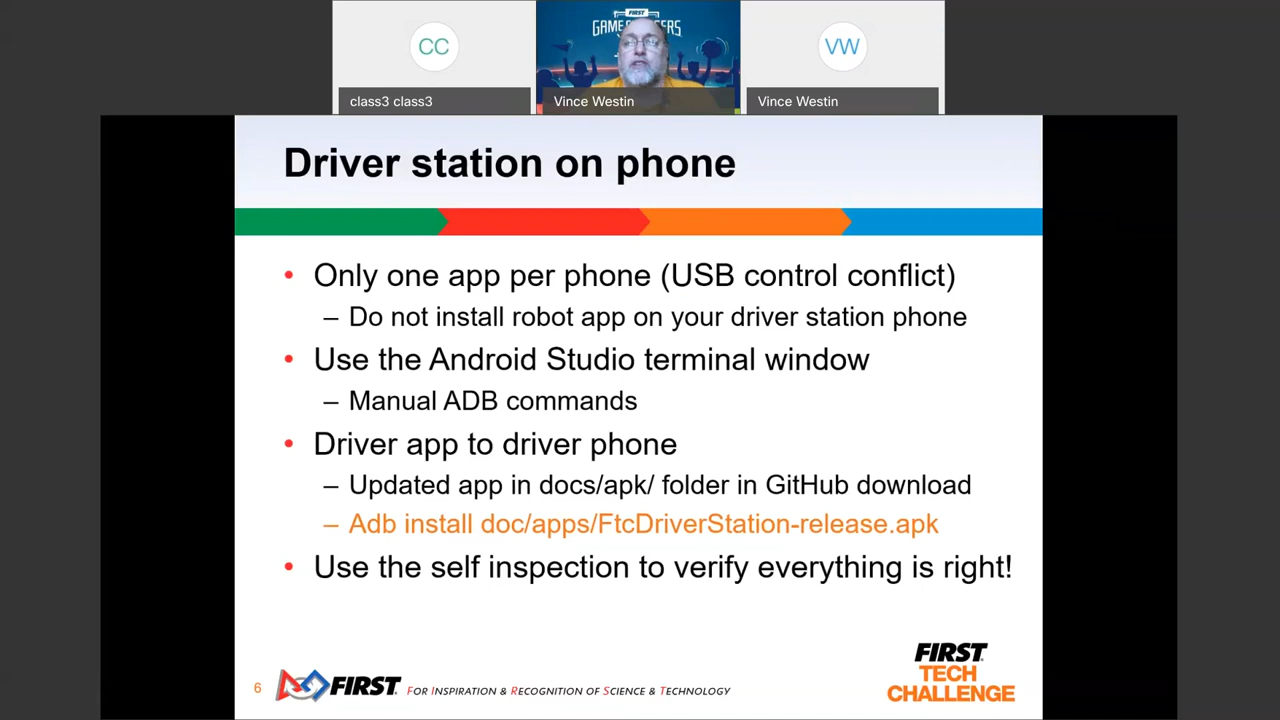 CC
FIRST
GAME CHANGERS
VW
class3 class3
Vince Westin
Vince Westin
Driver station on phone
• Only one app per phone (USB control conflict)
– Do not install robot app on your driver station phone
• Use the Android Studio terminal window
– Manual ADB commands
• Driver app to driver phone
– Updated app in docs/apk/ folder in GitHub download
– Adb install doc/apps/FtcDriverStation-release.apk
• Use the self inspection to verify everything is right!
6
FIRST
FOR INSPIRATION & RECOGNITION OF SCIENCE & TECHNOLOGY
FIRST
TECH
CHALLENGE